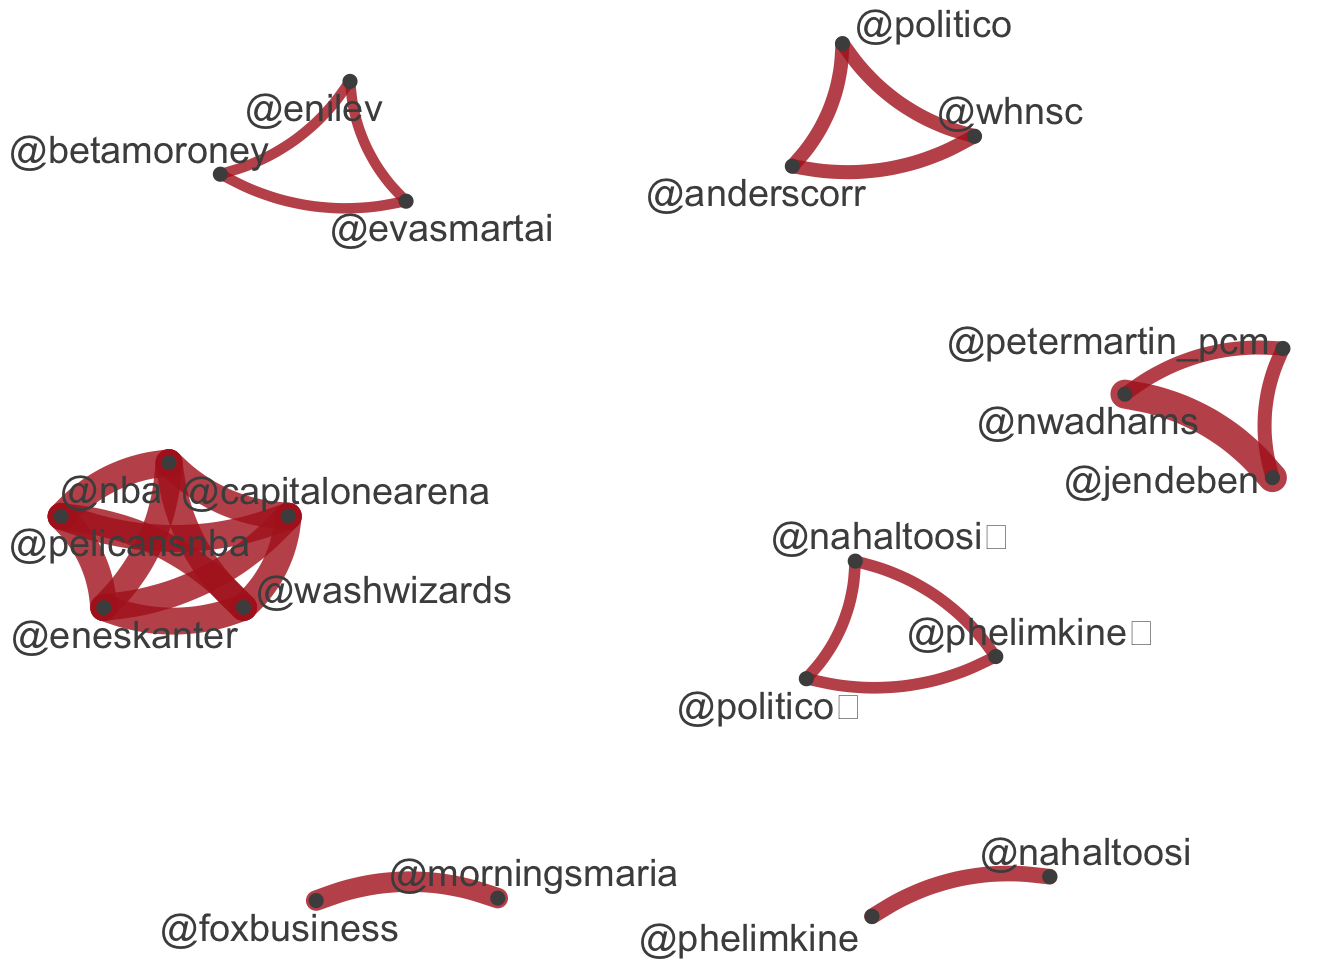 @politico
@enilev
@whnsc
@betamoroney
@anderscorr
@evasmartai
@petermartin_pcm
@nwadhams
@jendeben
@nba
@capitalonearena
@pelicansnba
@nahaltoosi□
@washwizards
@eneskanter
@phelimkine□
@politico□
@nahaltoosi
@morningsmaria
@foxbusiness
@phelimkine